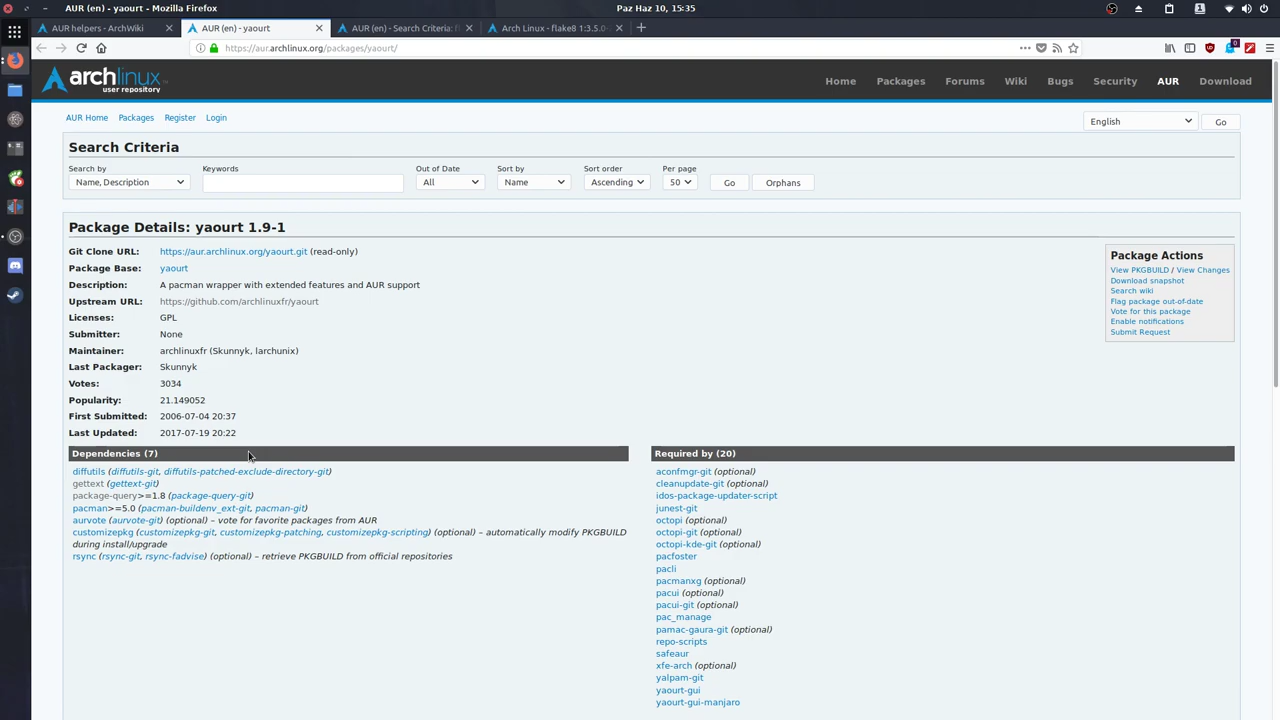 AUR (en) - yaourt - Mozilla Firefox
Paz Haz 10, 15:35
AUR helpers - ArchWiki
AUR (en) - yaourt
AUR (en) - Search Criteria: f
Arch Linux - flake8 1:3.5.0-
https://aur.archlinux.org/packages/yaourt/
archlinux
user repository
Home Packages Forums Wiki Bugs Security AUR Download
AUR Home Packages Register Login
English Go
Search Criteria
Search by Keywords Out of Date Sort by Sort order Per page
Name, Description All Name Ascending 50 Go Orphans
Package Details: yaourt 1.9-1
Git Clone URL: https://aur.archlinux.org/yaourt.git (read-only)
Package Base: yaourt
Description: A pacman wrapper with extended features and AUR support
Upstream URL: https://github.com/archlinuxfr/yaourt
Licenses: GPL
Submitter: None
Maintainer: archlinuxfr (Skunnyk, larchunix)
Last Packager: Skunnyk
Votes: 3034
Popularity: 21.149052
First Submitted: 2006-07-04 20:37
Last Updated: 2017-07-19 20:22
Package Actions
View PKGBUILD / View Changes
Download snapshot
Search wiki
Flag package out-of-date
Vote for this package
Enable notifications
Submit Request
Dependencies (7)
diffutils (diffutils-git, diffutils-patched-exclude-directory-git)
gettext (gettext-git)
package-query>=1.8 (package-query-git)
pacman>=5.0 (pacman-buildenv_ext-git, pacman-git)
aurvote (aurvote-git) (optional) – vote for favorite packages from AUR
customizepkg (customizepkg-git, customizepkg-patching, customizepkg-scripting) (optional) – automatically modify PKGBUILD
during install/upgrade
rsync (rsync-git, rsync-fadvise) (optional) – retrieve PKGBUILD from official repositories
Required by (20)
aconfmgr-git (optional)
cleanupdate-git (optional)
idos-package-updater-script
junest-git
octopi (optional)
octopi-git (optional)
octopi-kde-git (optional)
pacfoster
pacli
pacmanxg (optional)
pacui (optional)
pacui-git (optional)
pac_manage
pamac-gaura-git (optional)
repo-scripts
safeaur
xfe-arch (optional)
yalpam-git
yaourt-gui
yaourt-gui-manjaro